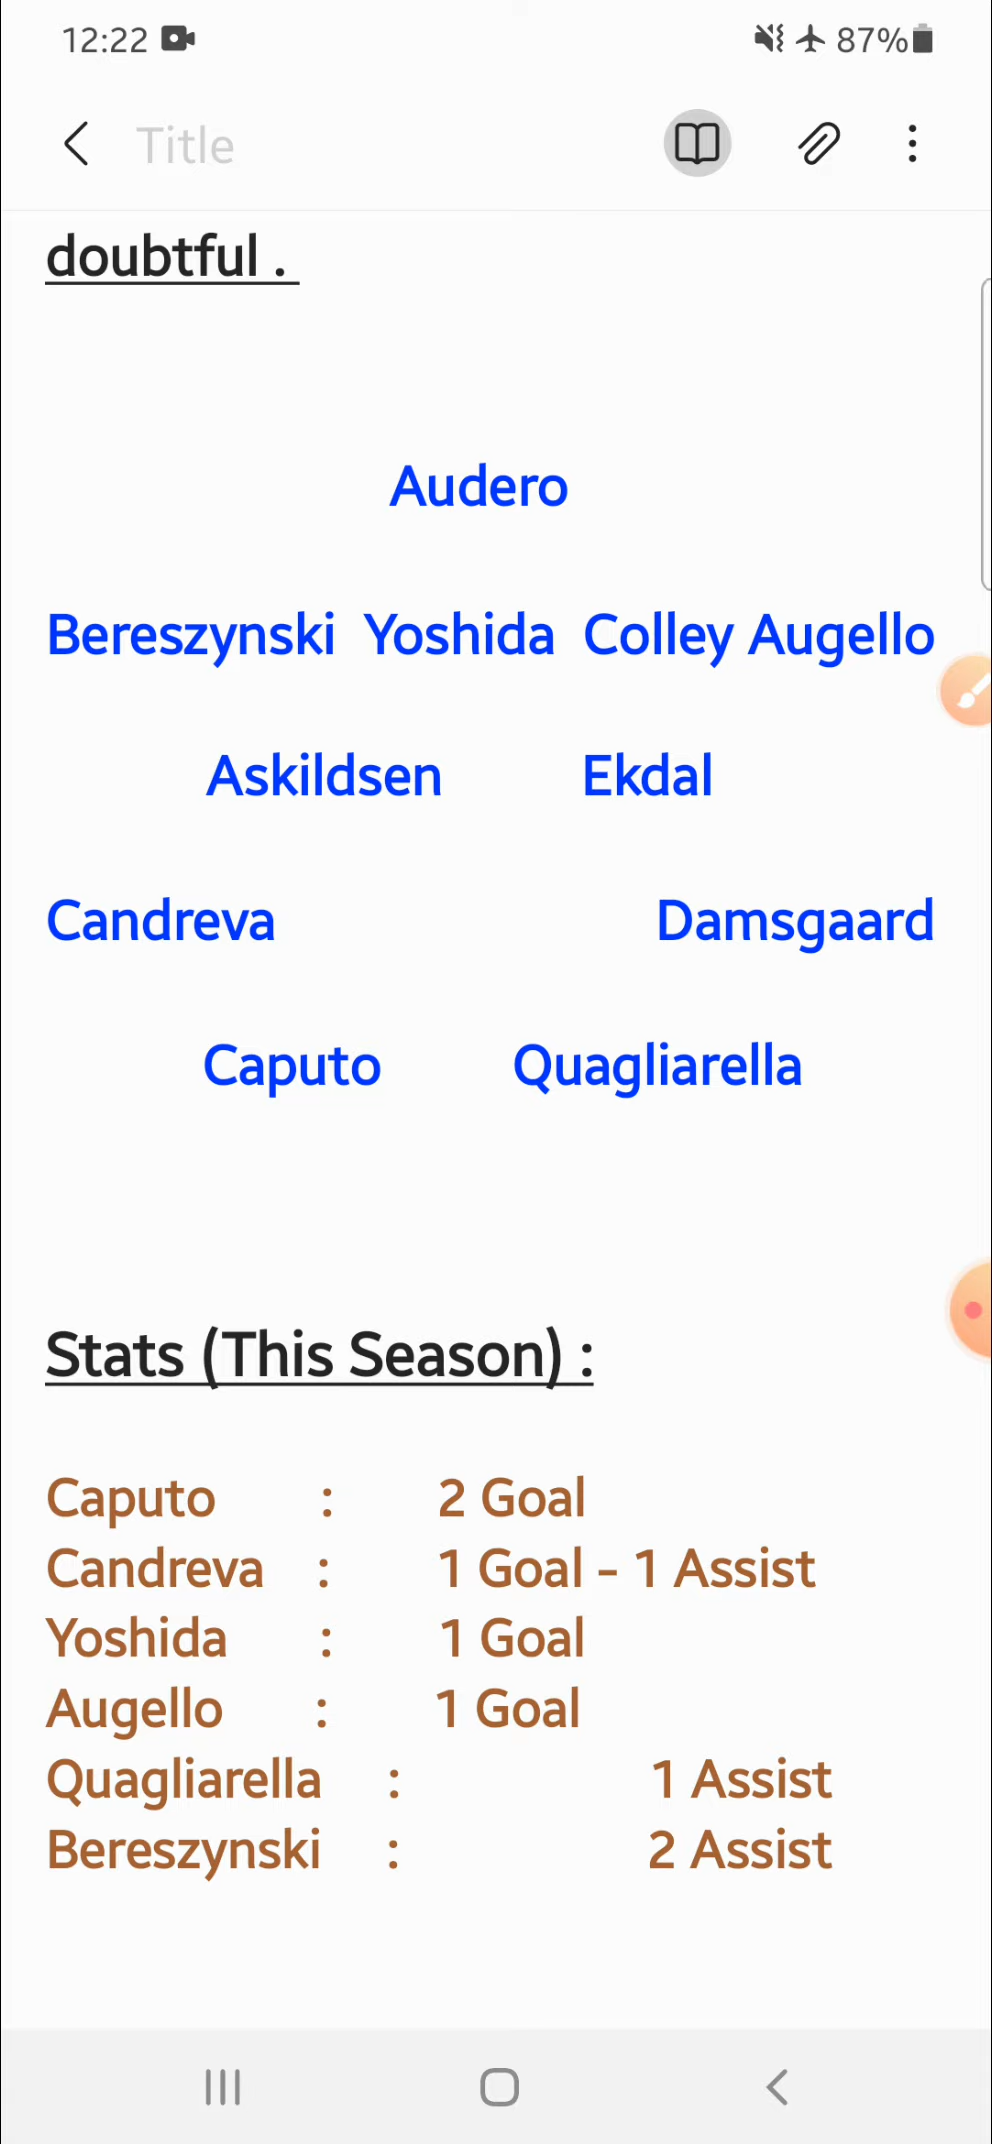 12:22 87%
Title
doubtful .
Audero
Bereszynski Yoshida Colley Augello
Askildsen Ekdal
Candreva Damsgaard
Caputo Quagliarella
Stats (This Season) :
Caputo : 2 Goal
Candreva : 1 Goal - 1 Assist
Yoshida : 1 Goal
Augello : 1 Goal
Quagliarella : 1 Assist
Bereszynski : 2 Assist